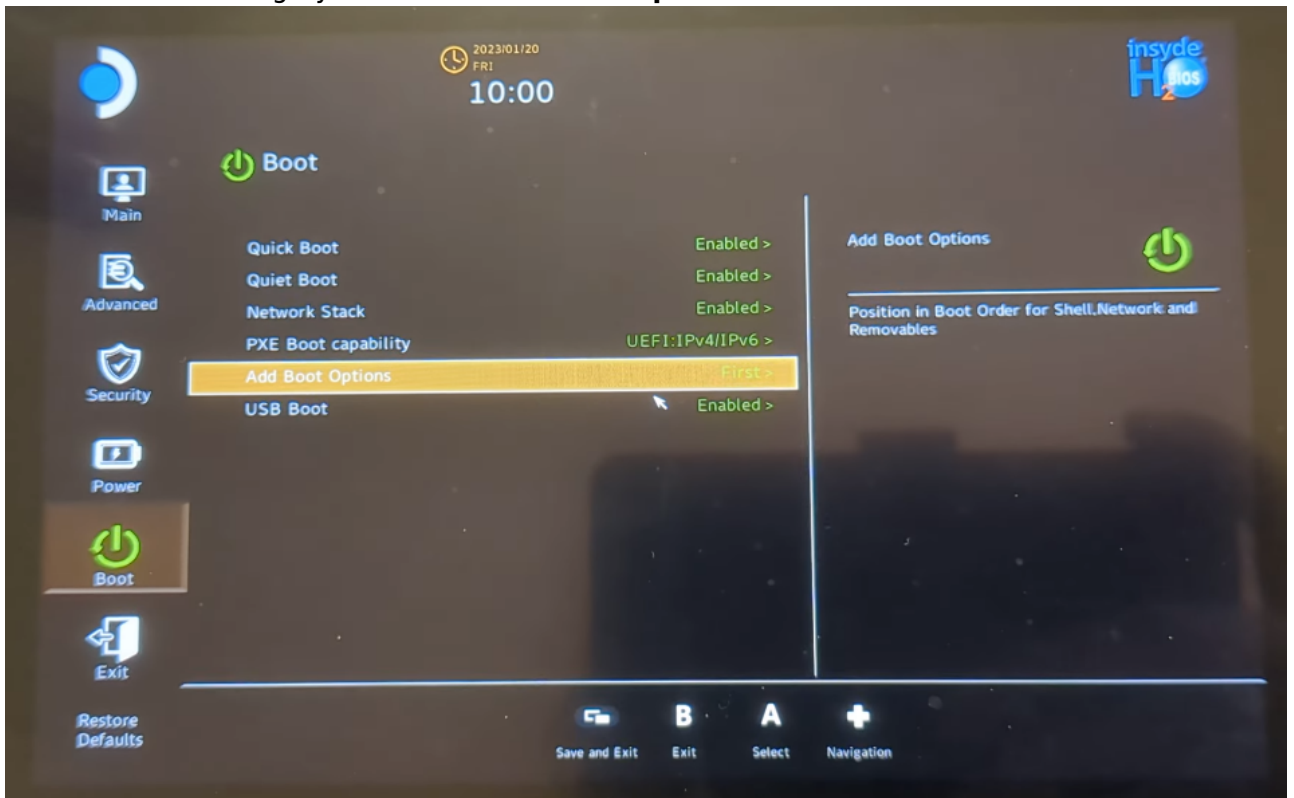 2023/01/20
FRI
10:00
insyde
H2O
Bios
Main
Advanced
Security
Power
Boot
Exit
Restore
Defaults
Boot
Quick Boot Enabled >
Quiet Boot Enabled >
Network Stack Enabled >
PXE Boot capability UEFI:IPv4/IPv6 >
Add Boot Options First >
USB Boot Enabled >
Add Boot Options
Position in Boot Order for Shell,Network and
Removables
B A
Save and Exit Exit Select Navigation